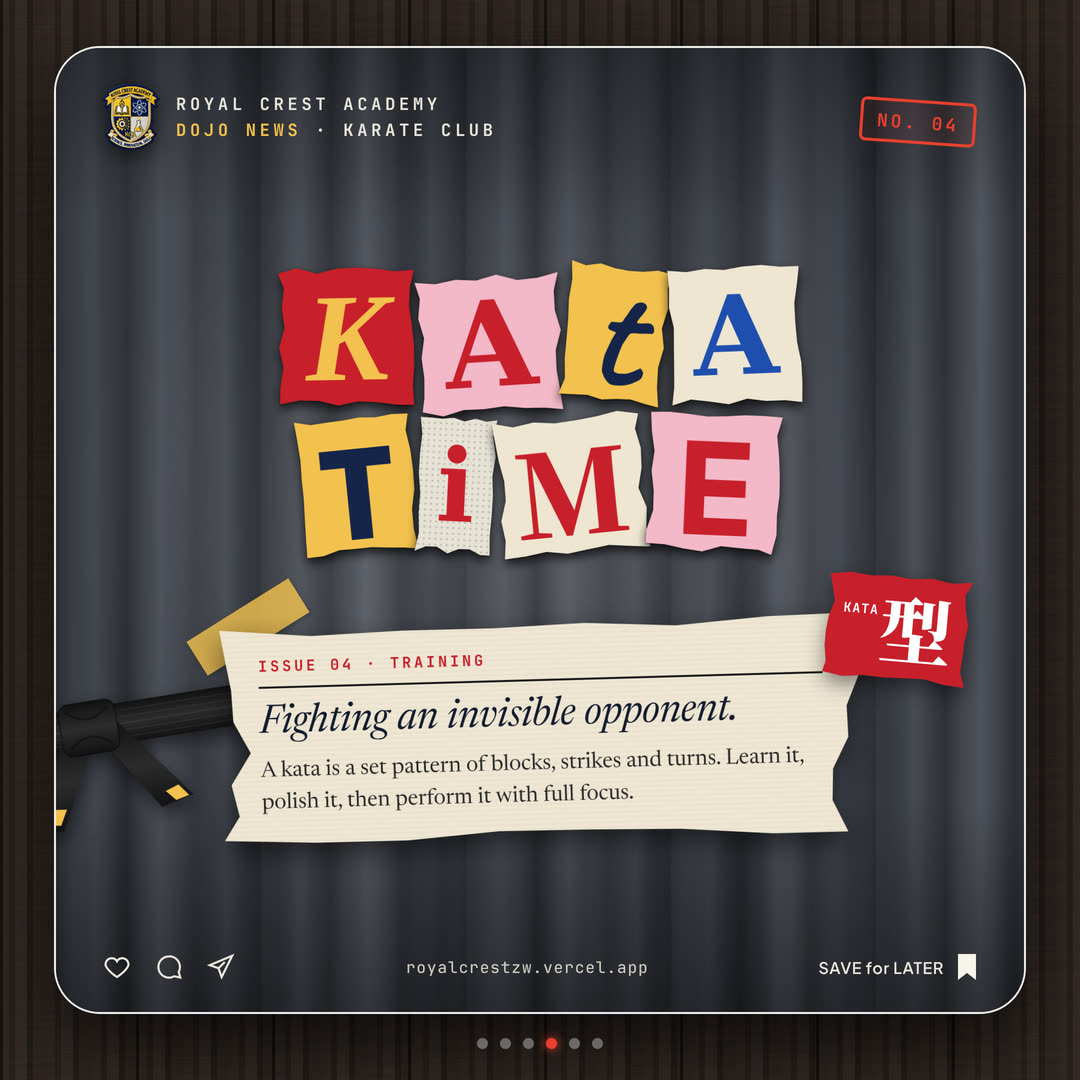 ROYAL CREST ACADEMY
DOJO NEWS · KARATE CLUB
NO. 04
KAtA
TiME
KATA 型
ISSUE 04 · TRAINING
Fighting an invisible opponent.
A kata is a set pattern of blocks, strikes and turns. Learn it,
polish it, then perform it with full focus.
royalcrestzw.vercel.app
SAVE for LATER